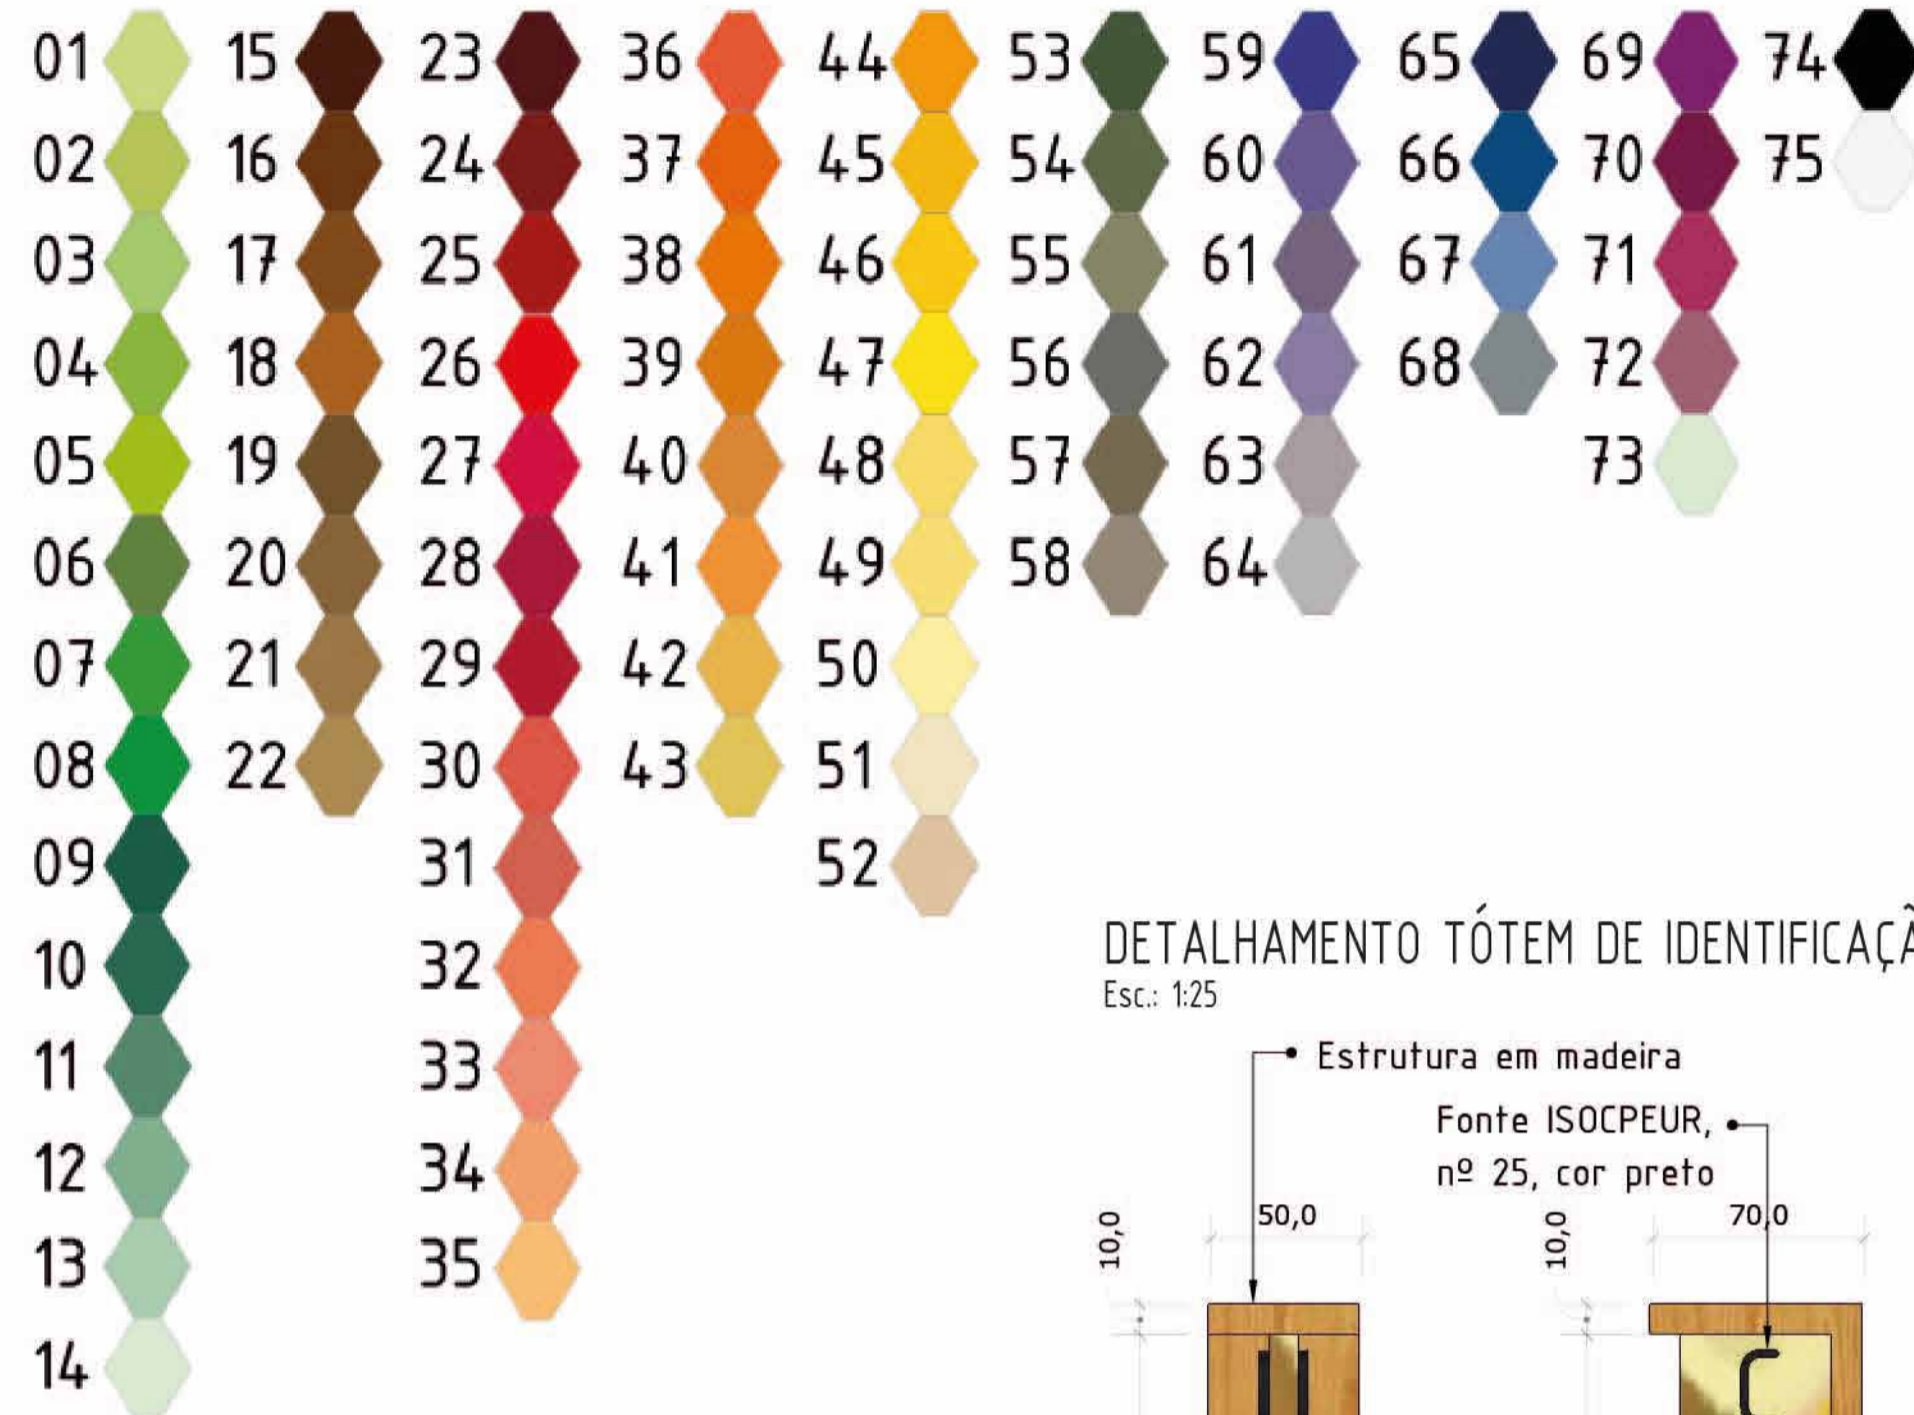 01 15 23 36 44 53 59 65 69 74
02 16 24 37 45 54 60 66 70 75
03 17 25 38 46 55 61 67 71
04 18 26 39 47 56 62 68 72
05 19 27 40 48 57 63 73
06 20 28 41 49 58 64
07 21 29 42 50
08 22 30 43 51
09 31 52
10 32
11 33
12 34
13 35
14
DETALHAMENTO TÓTEM DE IDENTIFICAÇÃ
Esc.: 1:25
Estrutura em madeira
Fonte ISOCPEUR,
nº 25, cor preto
10,0 50,0 10,0 70,0